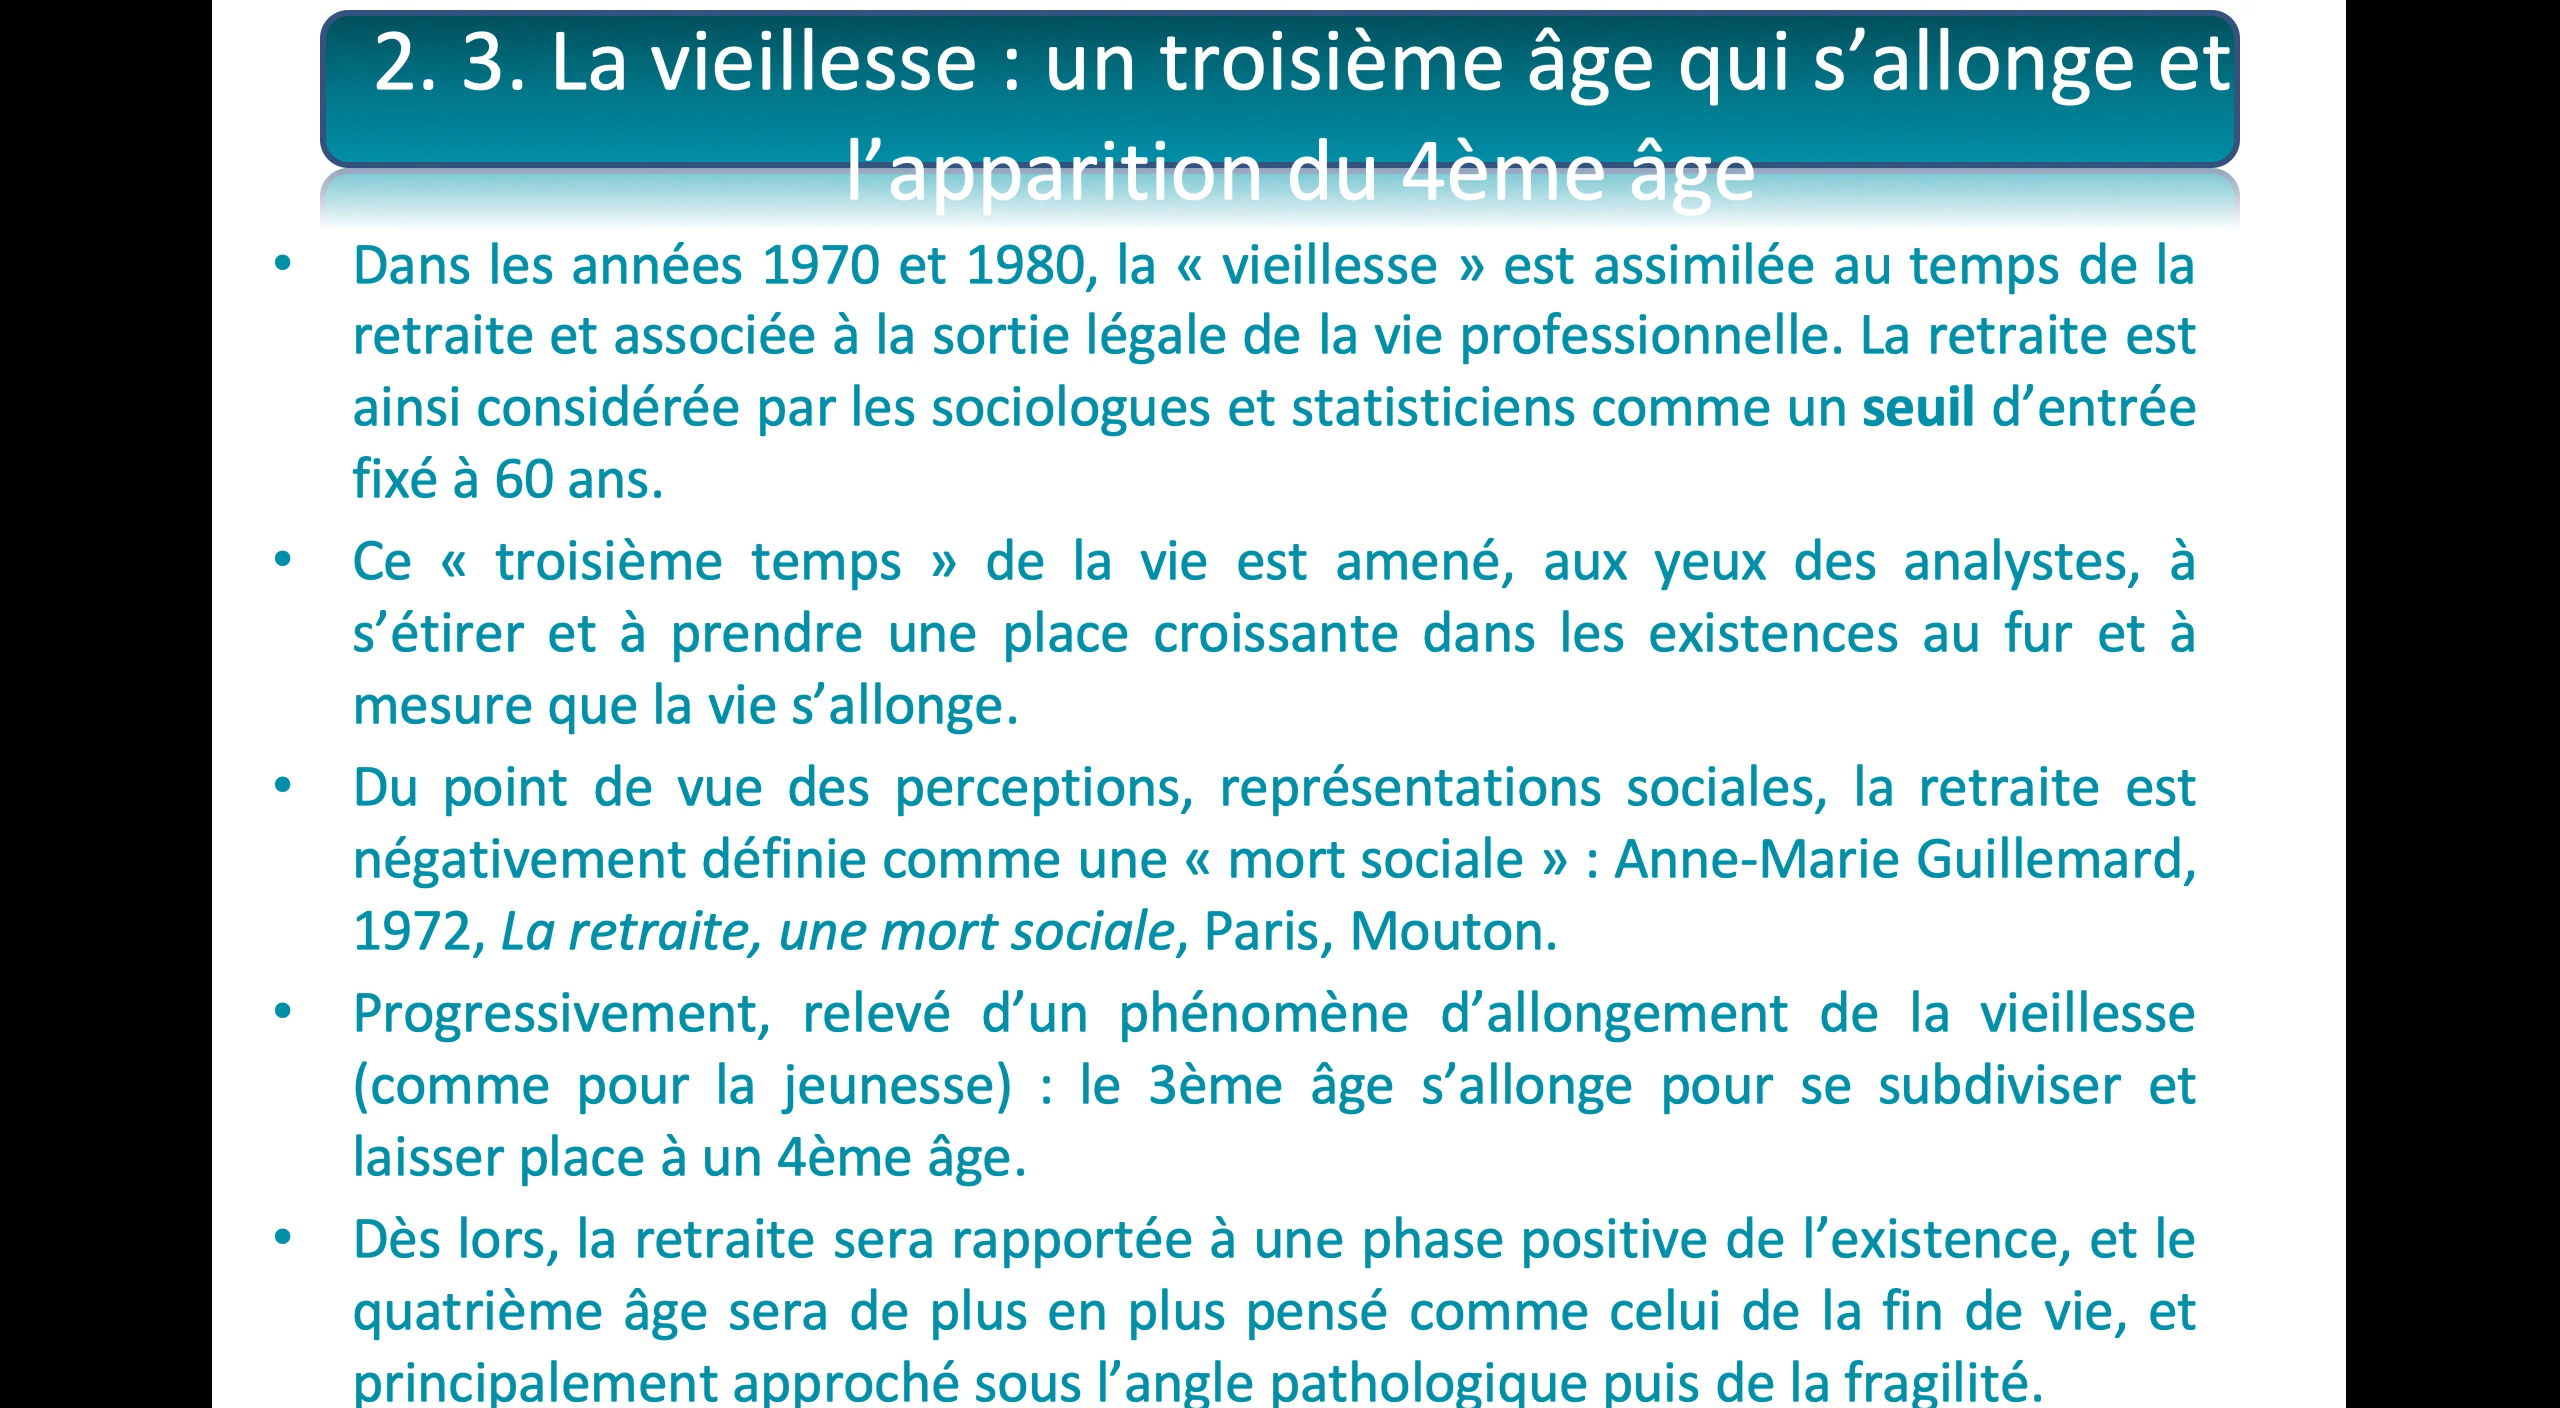 2. 3. La vieillesse : un troisième âge qui s’allonge et
l’apparition du 4ème âge
• Dans les années 1970 et 1980, la « vieillesse » est assimilée au temps de la
retraite et associée à la sortie légale de la vie professionnelle. La retraite est
ainsi considérée par les sociologues et statisticiens comme un seuil d’entrée
fixé à 60 ans.
• Ce « troisième temps » de la vie est amené, aux yeux des analystes, à
s’étirer et à prendre une place croissante dans les existences au fur et à
mesure que la vie s’allonge.
• Du point de vue des perceptions, représentations sociales, la retraite est
négativement définie comme une « mort sociale » : Anne-Marie Guillemard,
1972, La retraite, une mort sociale, Paris, Mouton.
• Progressivement, relevé d’un phénomène d’allongement de la vieillesse
(comme pour la jeunesse) : le 3ème âge s’allonge pour se subdiviser et
laisser place à un 4ème âge.
• Dès lors, la retraite sera rapportée à une phase positive de l’existence, et le
quatrième âge sera de plus en plus pensé comme celui de la fin de vie, et
principalement approché sous l’angle pathologique puis de la fragilité.